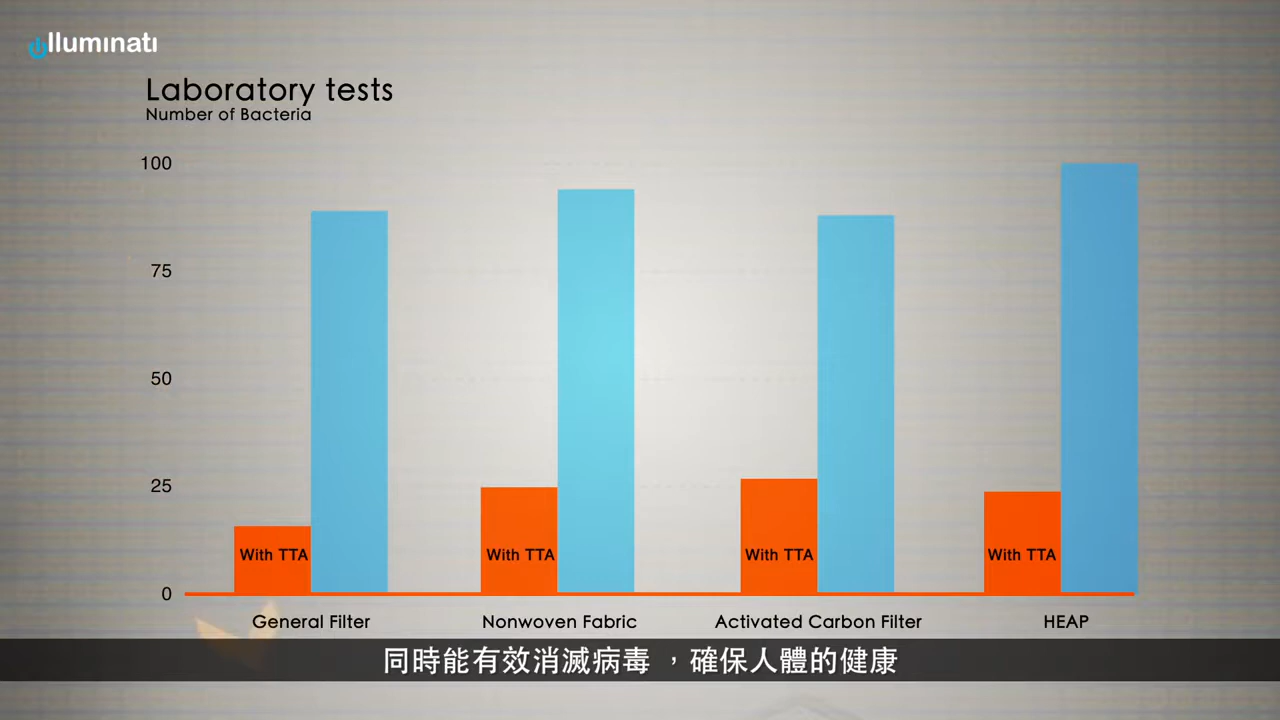 Illuminati
Laboratory tests
Number of Bacteria
100
75
50
25
0
With TTA
With TTA
With TTA
With TTA
General Filter
Nonwoven Fabric
Activated Carbon Filter
HEAP
同時能有效消滅病毒 ，確保人體的健康